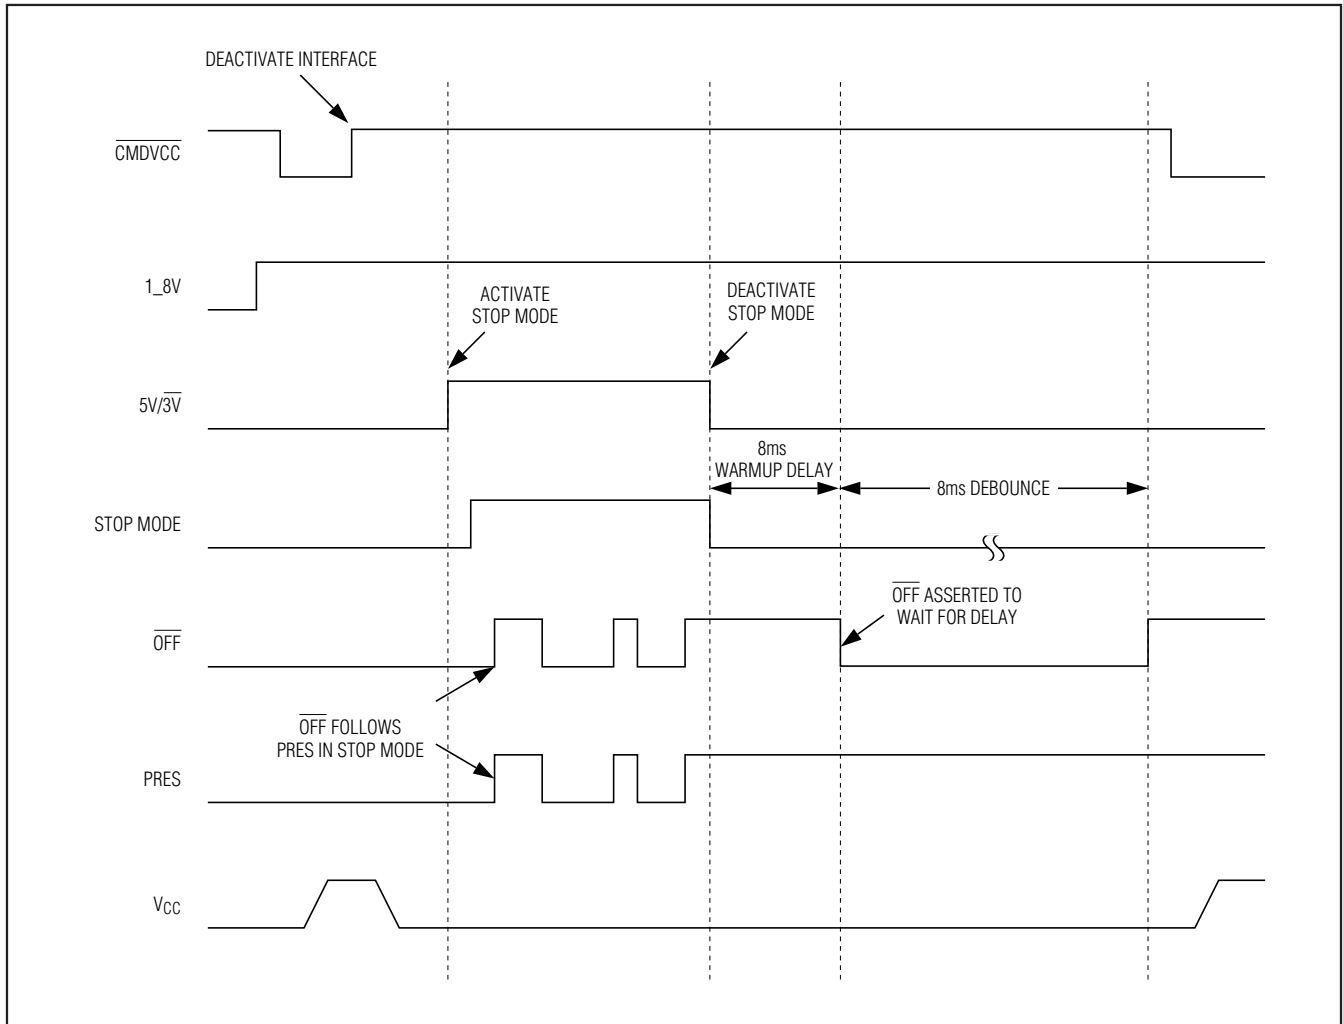 DEACTIVATE INTERFACE
CMDVCC
1_8V
ACTIVATE
STOP MODE
DEACTIVATE
STOP MODE
5V/3V
8ms
WARMUP DELAY
8ms DEBOUNCE
STOP MODE
OFF ASSERTED TO
WAIT FOR DELAY
OFF
OFF FOLLOWS
PRES IN STOP MODE
PRES
VCC